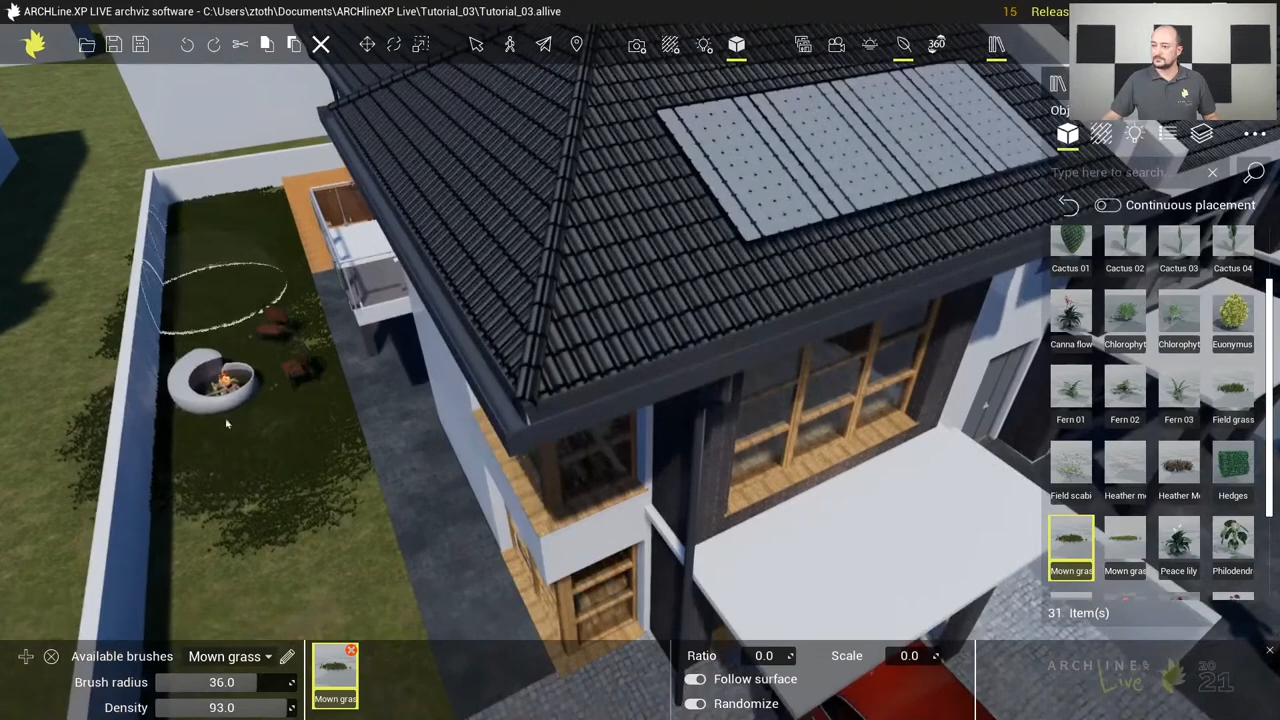 ARCHLine.XP LIVE archviz software - C:\Users\ztoth\Documents\ARCHlineXP Live\Tutorial_03\Tutorial_03.allive
15
Releas
360
Obj
Type here to search...
Continuous placement
Cactus 01 Cactus 02 Cactus 03 Cactus 04
Canna flow Chlorophyt Chlorophyt Euonymus
Fern 01 Fern 02 Fern 03 Field grass
Field scabi Heather m Heather M Hedges
Mown gras Mown gras Peace lily Philodendr
31 Item(s)
Available brushes Mown grass
Brush radius 36.0
Density 93.0
Mown gras
Ratio 0.0 Scale 0.0
Follow surface
Randomize
ARCHLINE.XP
Live
2021